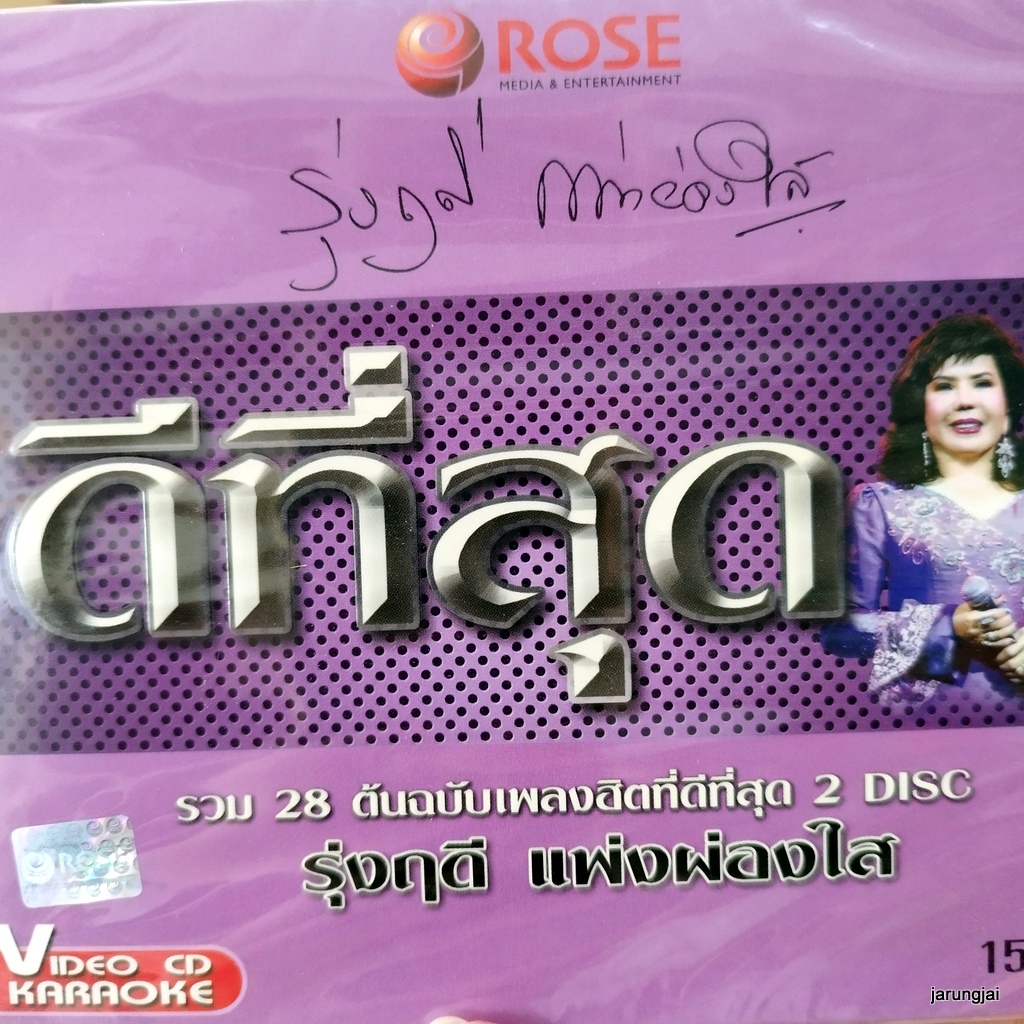 ROSE
MEDIA & ENTERTAINMENT
รุ่งฤดี แพ่งผ่องใส
ดีที่สุด
รวม 28 ต้นฉบับเพลงฮิตที่ดีที่สุด 2 DISC
รุ่งฤดี แพ่งผ่องใส
ROSE
VIDEO CD
KARAOKE
15
jarungjai